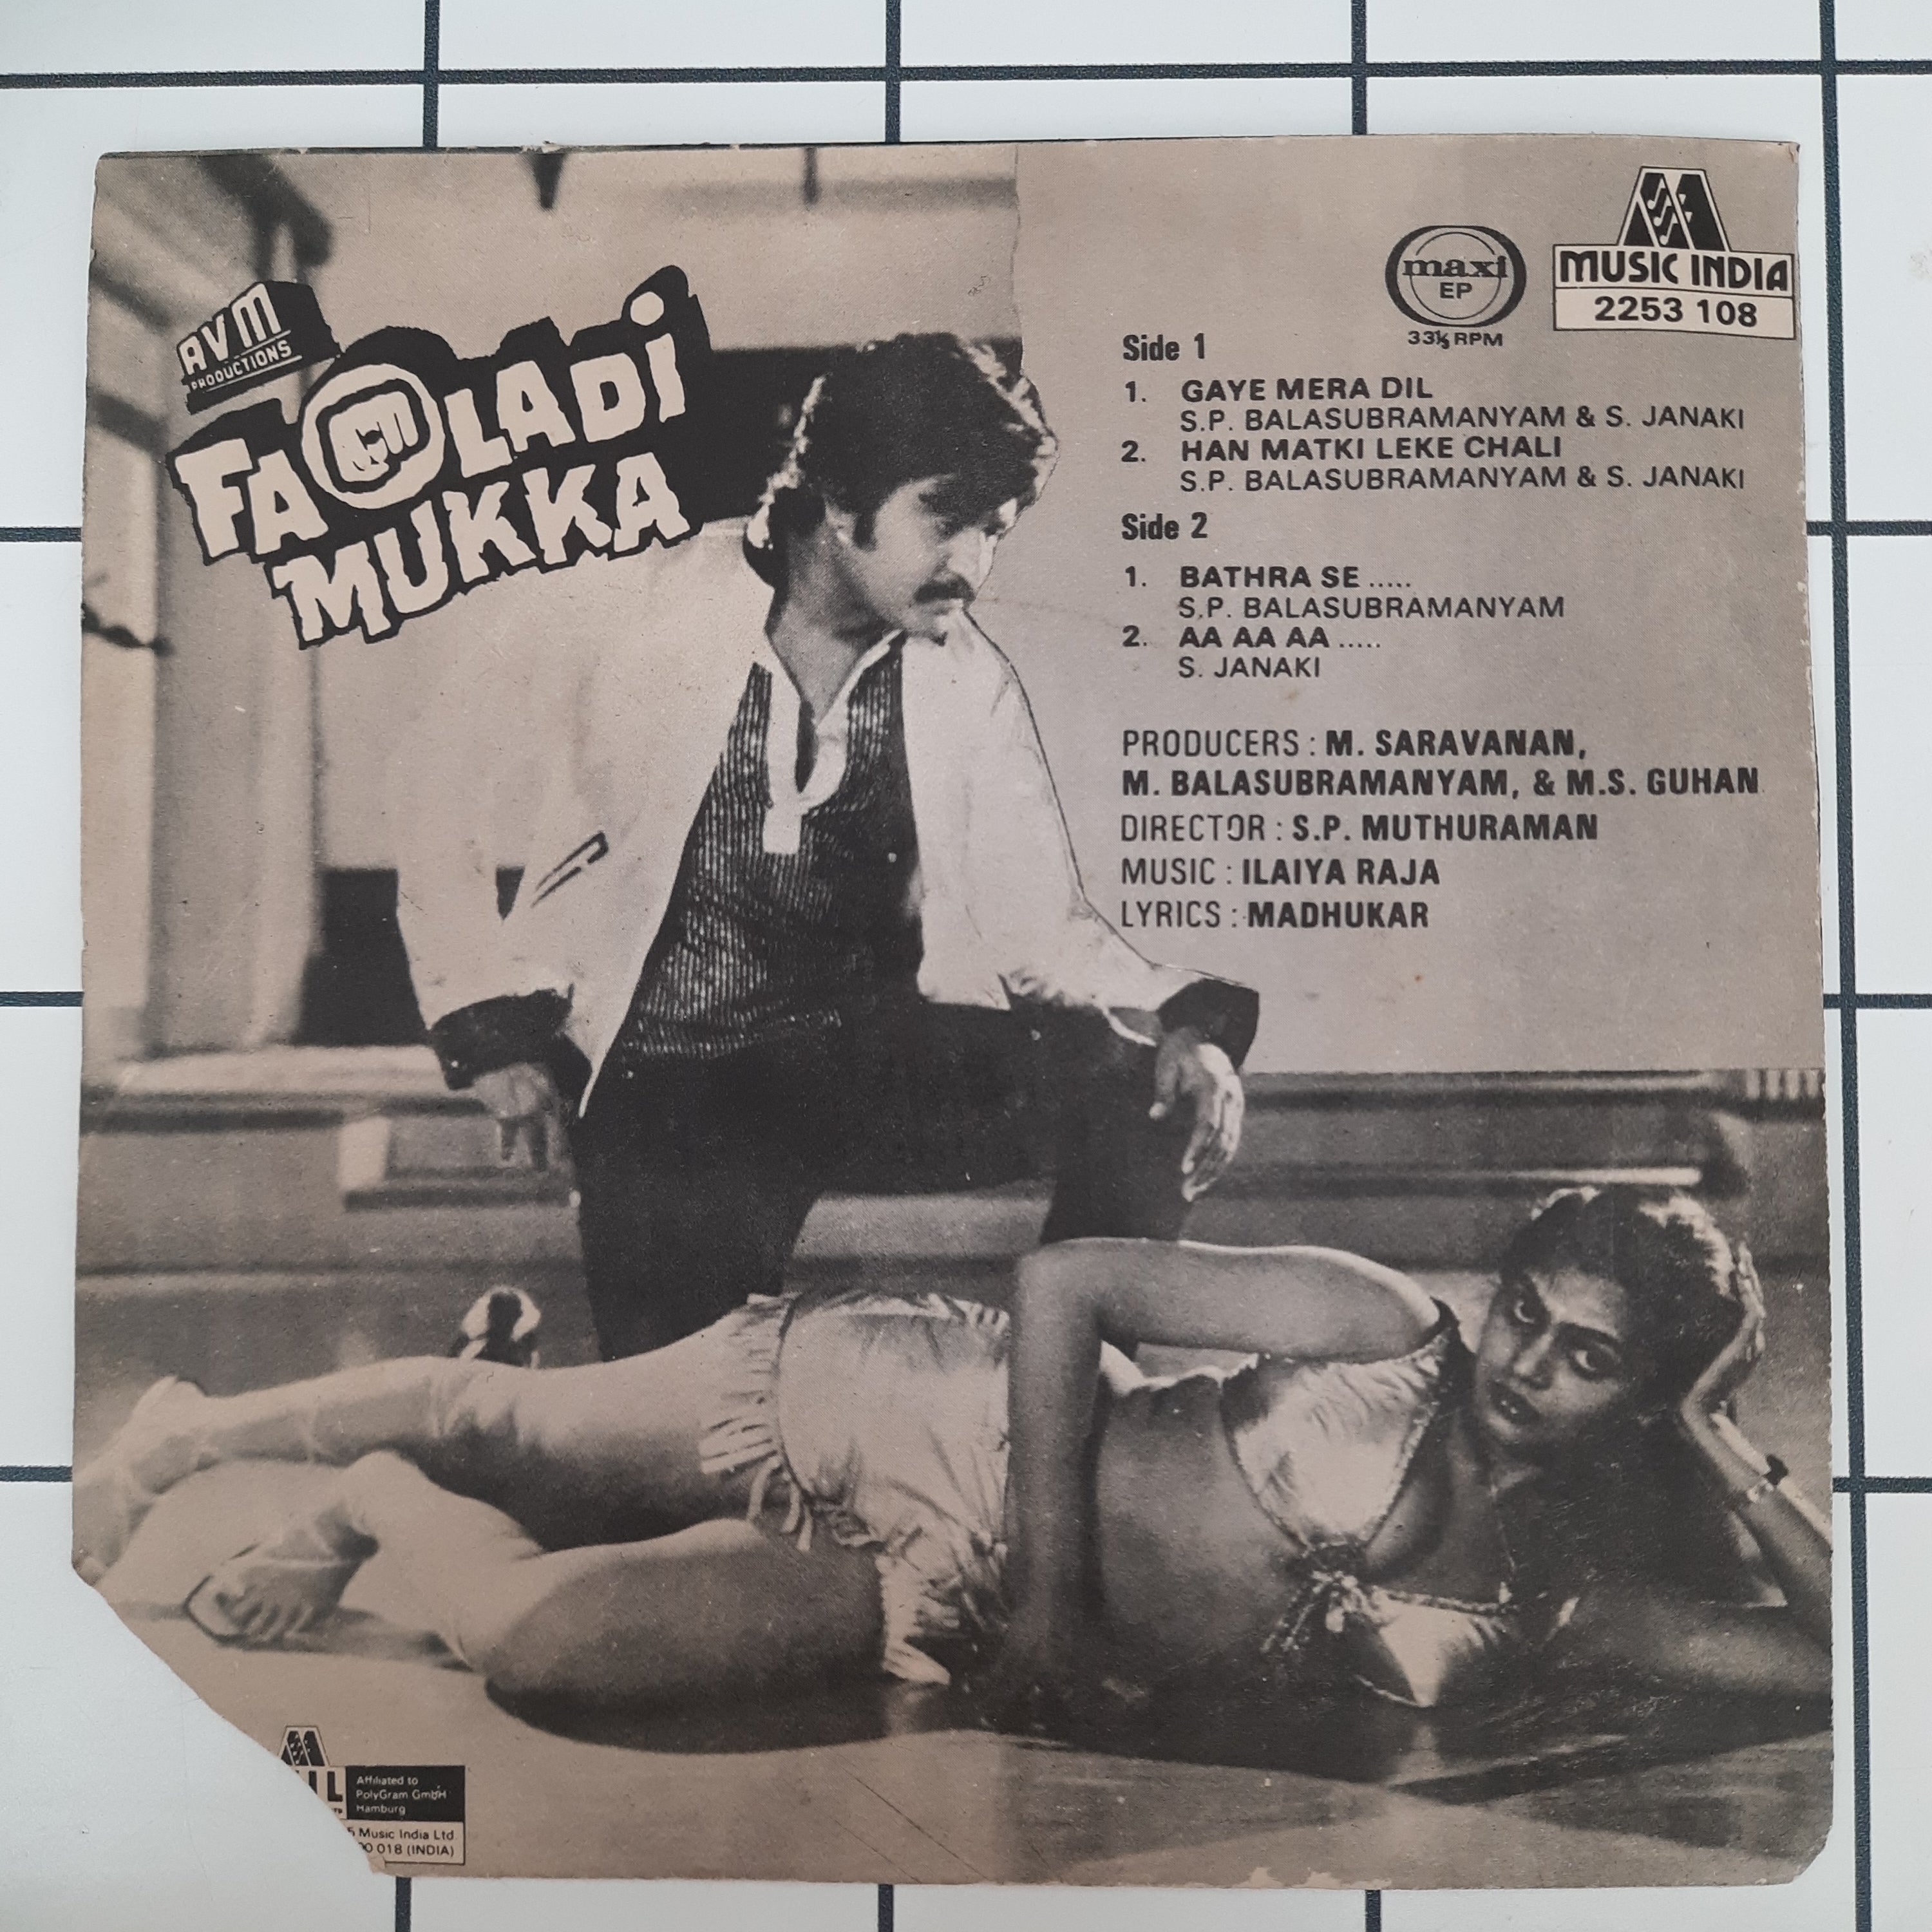 AVM
PRODUCTIONS
FAOLADI
MUKKA
maxi
EP
33⅓ RPM
MUSIC INDIA
2253 108
Side 1
1. GAYE MERA DIL
S.P. BALASUBRAMANYAM & S. JANAKI
2. HAN MATKI LEKE CHALI
S.P. BALASUBRAMANYAM & S. JANAKI
Side 2
1. BATHRA SE .....
S.P. BALASUBRAMANYAM
2. AA AA AA .....
S. JANAKI
PRODUCERS : M. SARAVANAN,
M. BALASUBRAMANYAM, & M.S. GUHAN
DIRECTOR : S.P. MUTHURAMAN
MUSIC : ILAIYA RAJA
LYRICS : MADHUKAR
Affiliated to
PolyGram GmbH
Hamburg
5 Music India Ltd.
018 (INDIA)